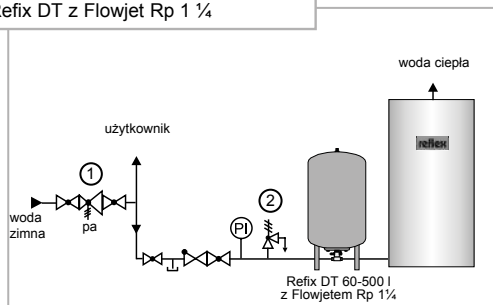 Refix DT z Flowjet Rp 1 ¼
woda ciepła
użytkownik
reflex
1
2
PI
woda
zimna
pa
Refix DT 60-500 l
z Flowjetem Rp 1¼